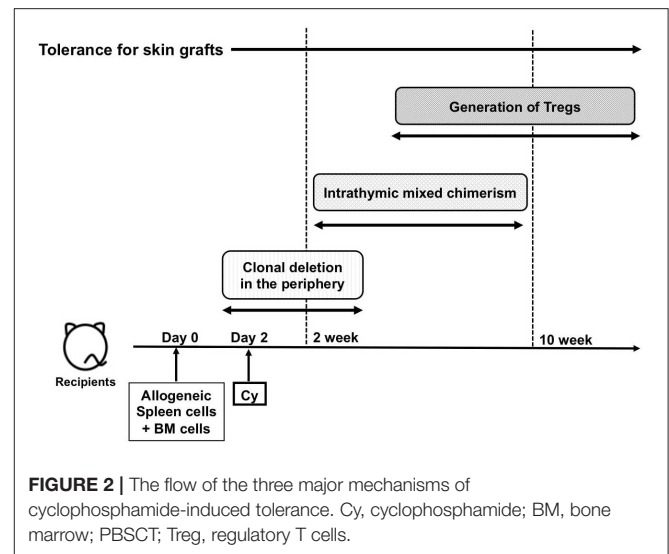 Tolerance for skin grafts
Generation of Tregs
Intrathymic mixed chimerism
Clonal deletion
in the periphery
Day 0 Day 2 2 week 10 week
Recipients
Allogeneic
Spleen cells
+ BM cells
Cy
FIGURE 2 | The flow of the three major mechanisms of
cyclophosphamide-induced tolerance. Cy, cyclophosphamide; BM, bone
marrow; PBSCT; Treg, regulatory T cells.